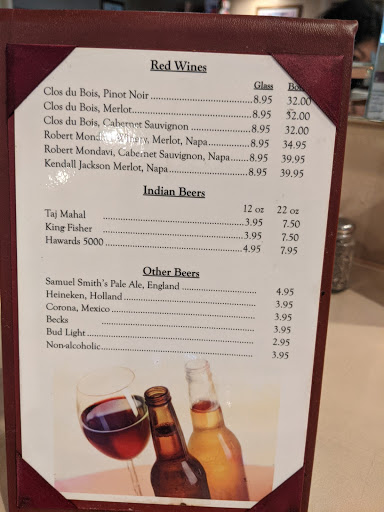 Red Wines
Glass Bo
Clos du Bois, Pinot Noir 8.95 32.00
Clos du Bois, Merlot 8.95 32.00
Clos du Bois, Cabernet Sauvignon 8.95 32.00
Robert Mondavi Winery, Merlot, Napa 8.95 34.95
Robert Mondavi, Cabernet Sauvignon, Napa 8.95 39.95
Kendall Jackson Merlot, Napa 8.95 39.95
Indian Beers
12 oz 22 oz
Taj Mahal 3.95 7.50
King Fisher 3.95 7.50
Hawards 5000 4.95 7.95
Other Beers
Samuel Smith's Pale Ale, England 4.95
Heineken, Holland 3.95
Corona, Mexico 3.95
Becks 3.95
Bud Light 2.95
Non-alcoholic 3.95